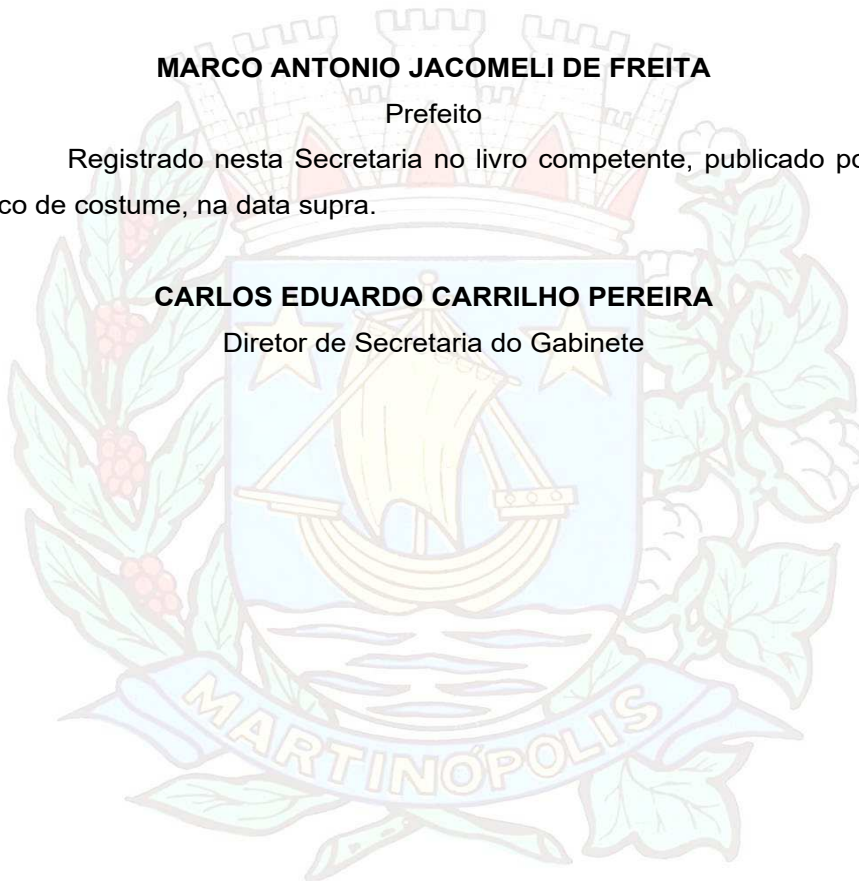 MARCO ANTONIO JACOMELI DE FREITA
Prefeito
Registrado nesta Secretaria no livro competente, publicado po
co de costume, na data supra.
CARLOS EDUARDO CARRILHO PEREIRA
Diretor de Secretaria do Gabinete
MARTINÓPOLIS